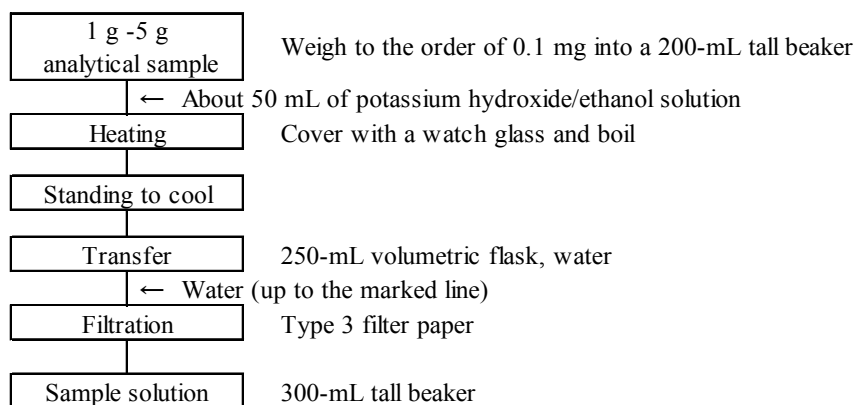 1 g -5 g
analytical sample
Weigh to the order of 0.1 mg into a 200-mL tall beaker
← About 50 mL of potassium hydroxide/ethanol solution
Heating Cover with a watch glass and boil
Standing to cool
Transfer 250-mL volumetric flask, water
← Water (up to the marked line)
Filtration Type 3 filter paper
Sample solution 300-mL tall beaker